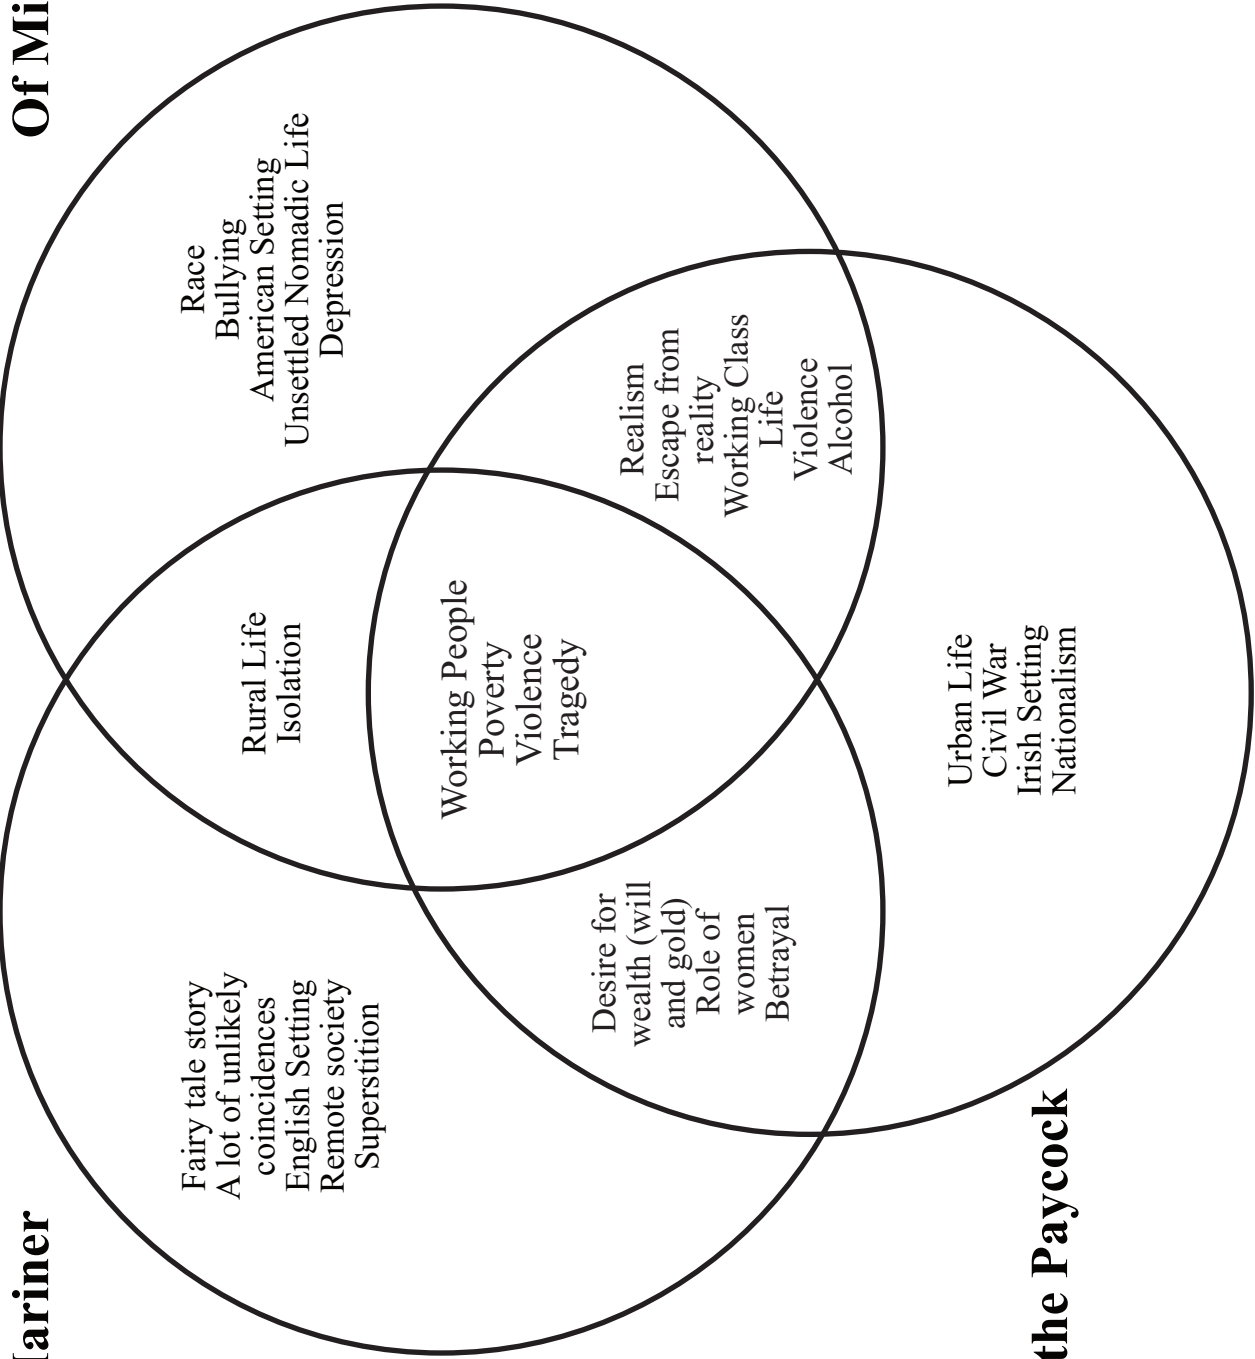 ariner
Of Mi
Fairy tale story
A lot of unlikely
coincidences
English Setting
Remote society
Superstition
Rural Life
Isolation
Race
Bullying
American Setting
Unsettled Nomadic Life
Depression
Working People
Poverty
Violence
Tragedy
Desire for
wealth (will
and gold)
Role of
women
Betrayal
Realism
Escape from
reality
Working Class
Life
Violence
Alcohol
Urban Life
Civil War
Irish Setting
Nationalism
the Paycock